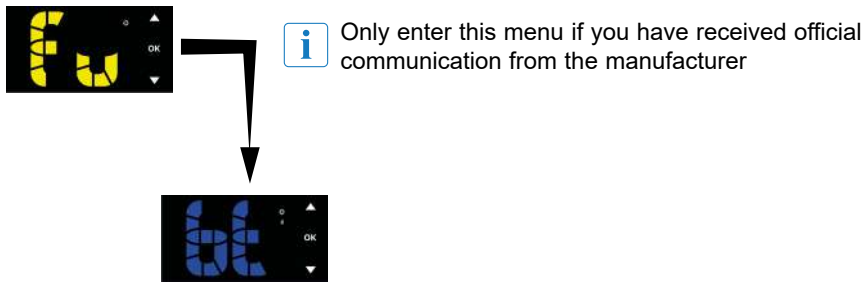 Fu
OK
Only enter this menu if you have received official
communication from the manufacturer
bt
OK